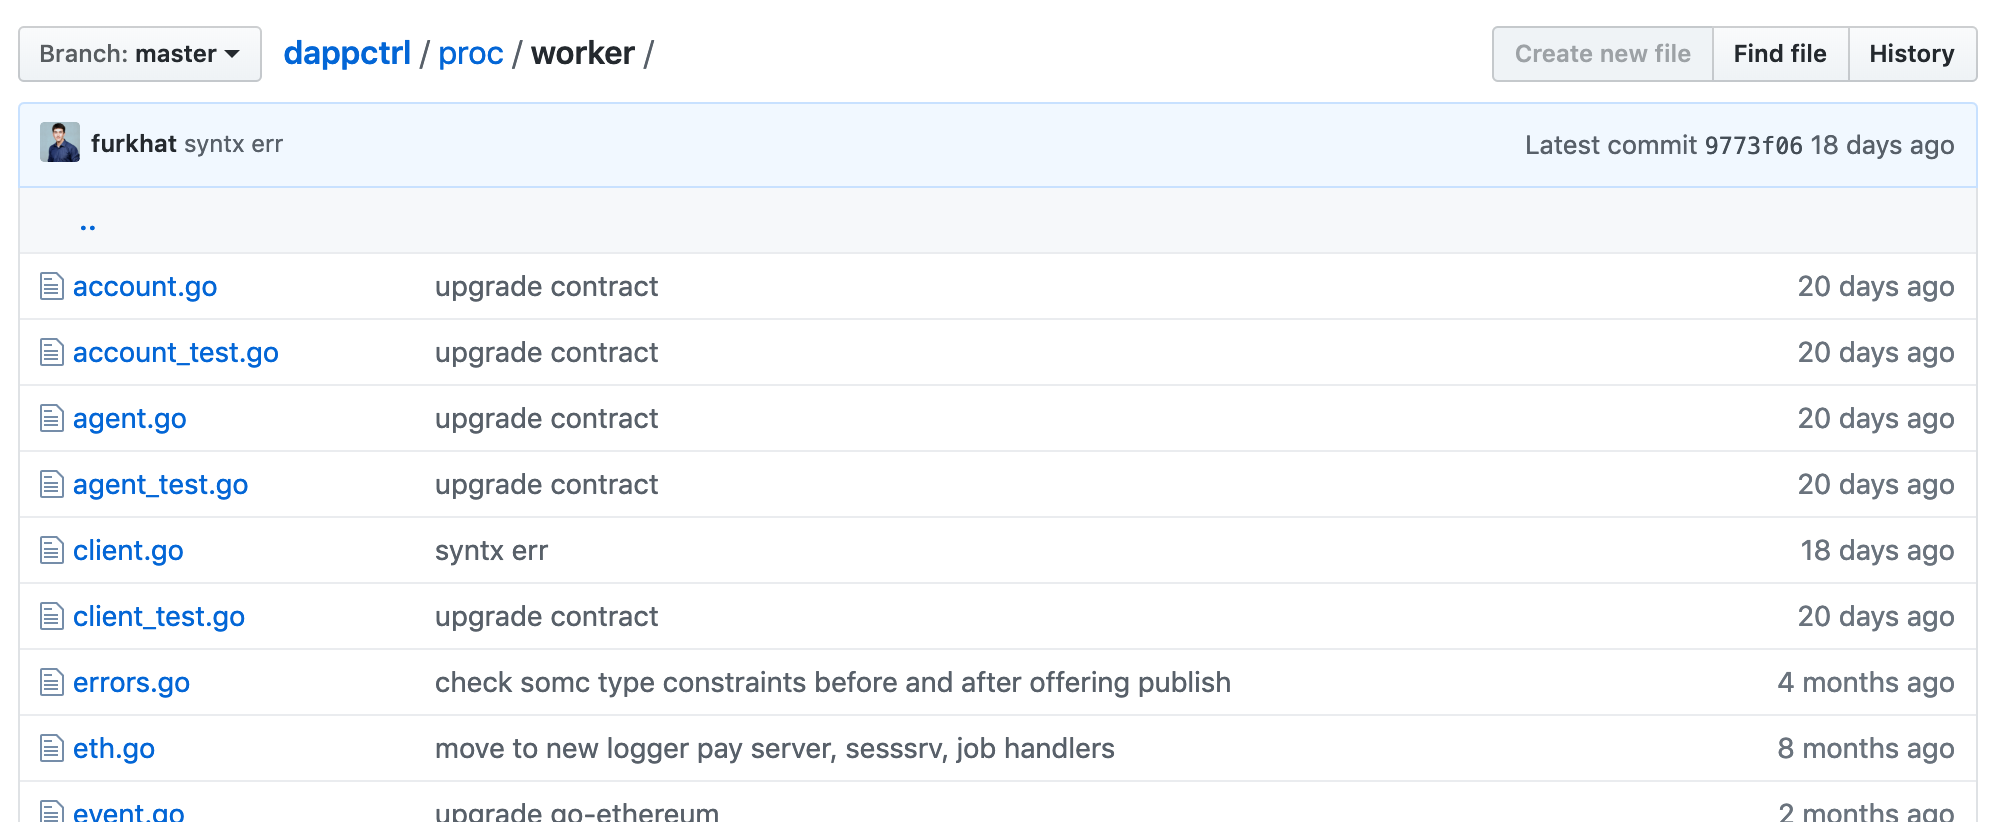 Branch: master dappctrl / proc / worker / Create new file Find file History
furkhat syntx err Latest commit 9773f06 18 days ago
..
account.go upgrade contract 20 days ago
account_test.go upgrade contract 20 days ago
agent.go upgrade contract 20 days ago
agent_test.go upgrade contract 20 days ago
client.go syntx err 18 days ago
client_test.go upgrade contract 20 days ago
errors.go check somc type constraints before and after offering publish 4 months ago
eth.go move to new logger pay server, sesssrv, job handlers 8 months ago
event.go upgrade go-ethereum 2 months ago